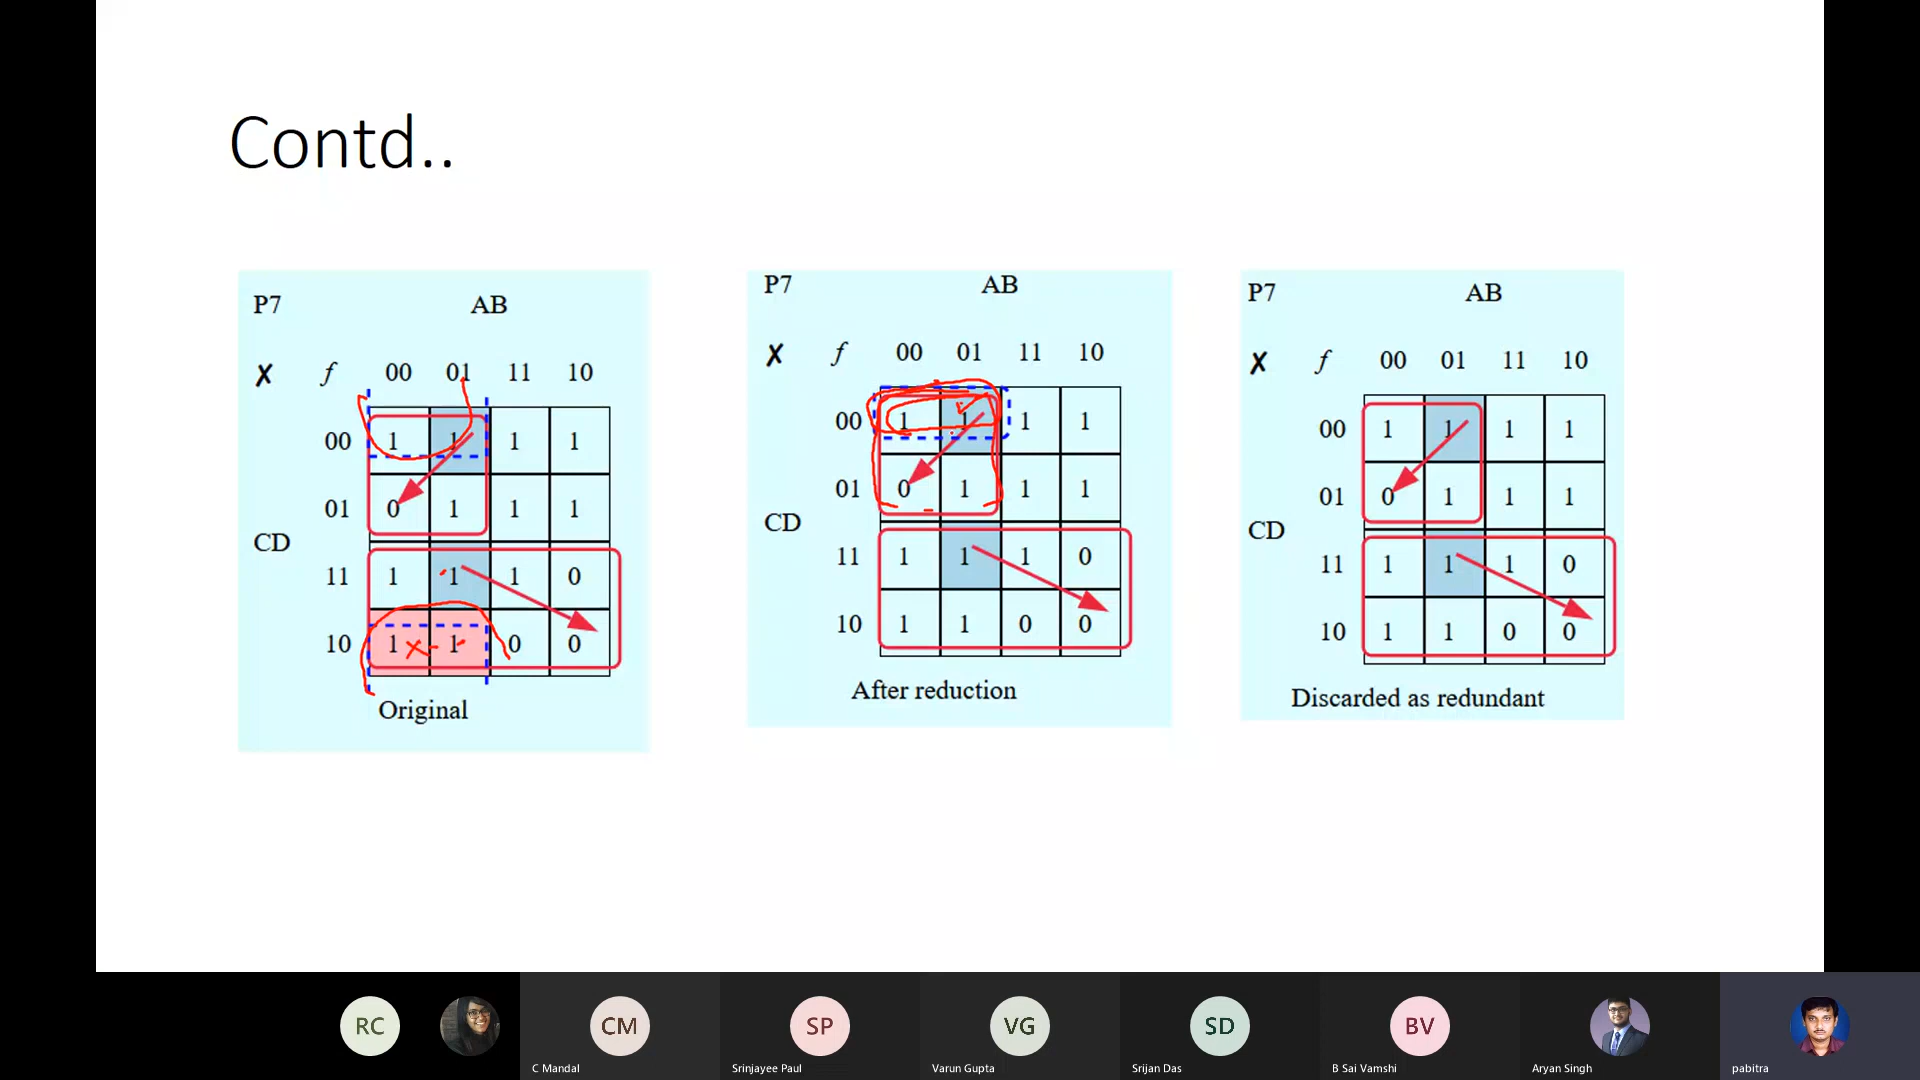 Contd..
P7 AB
✗ f 00 01 11 10
00 1 1 1 1
01 0 1 1 1
CD
11 1 1 1 0
10 1 1 0 0
Original
P7 AB
✗ f 00 01 11 10
00 1 1 1 1
01 0 1 1 1
CD
11 1 1 1 0
10 1 1 0 0
After reduction
P7 AB
✗ f 00 01 11 10
00 1 1 1 1
01 0 1 1 1
CD
11 1 1 1 0
10 1 1 0 0
Discarded as redundant
RC CM SP VG SD BV
C Mandal Srinjayee Paul Varun Gupta Srijan Das B Sai Vamshi Aryan Singh pabitra